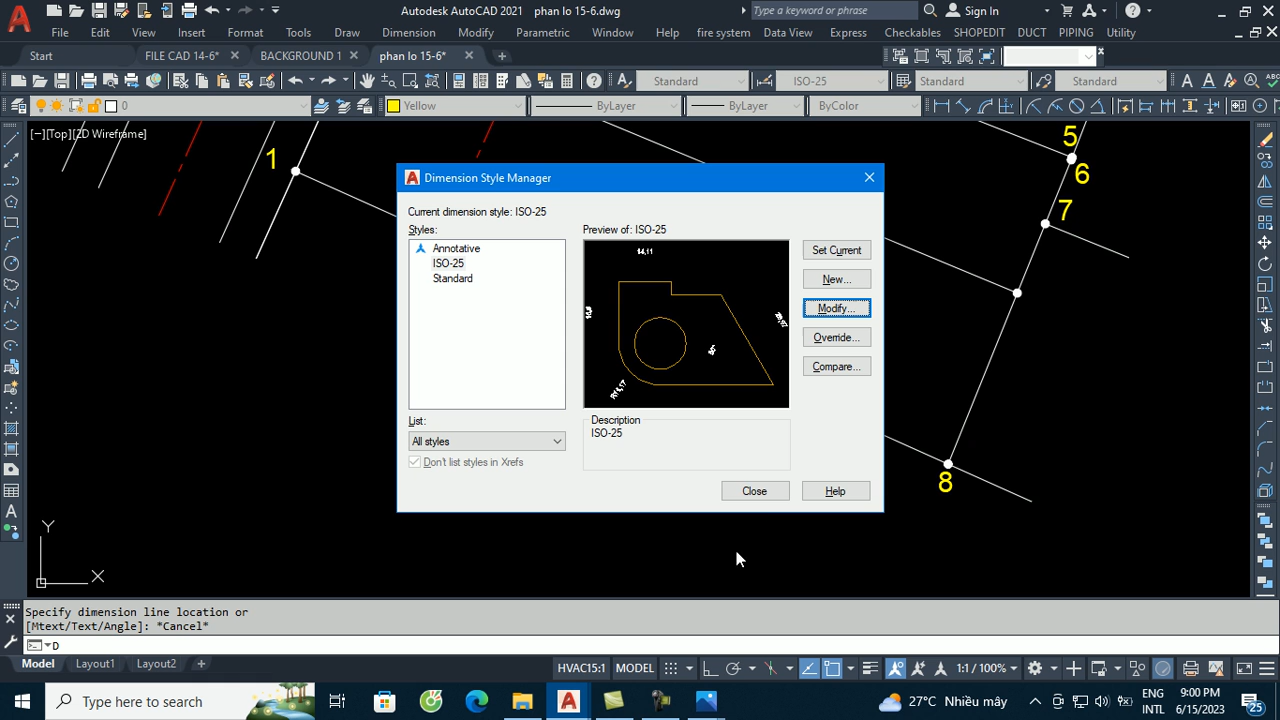 Autodesk AutoCAD 2021 phan lo 15-6.dwg
Type a keyword or phrase
Sign In
File Edit View Insert Format Tools Draw Dimension Modify Parametric Window Help fire system Data View Express Checkables SHOPEDIT DUCT PIPING Utility
Start FILE CAD 14-6* BACKGROUND 1 phan lo 15-6*
Standard ISO-25 Standard Standard
0 Yellow ByLayer ByLayer ByColor
[−][Top][2D Wireframe]
1
5
6
7
8
Dimension Style Manager
Current dimension style: ISO-25
Styles:
Annotative
ISO-25
Standard
List:
All styles
Don't list styles in Xrefs
Preview of: ISO-25
14,11
R11,17
Description
ISO-25
Set Current
New...
Modify...
Override...
Compare...
Close
Help
Y
X
Specify dimension line location or
[Mtext/Text/Angle]: *Cancel*
D
Model Layout1 Layout2
HVAC15:1 MODEL 1:1 / 100%
Type here to search
27°C Nhiều mây
ENG
INTL
9:00 PM
6/15/2023
25